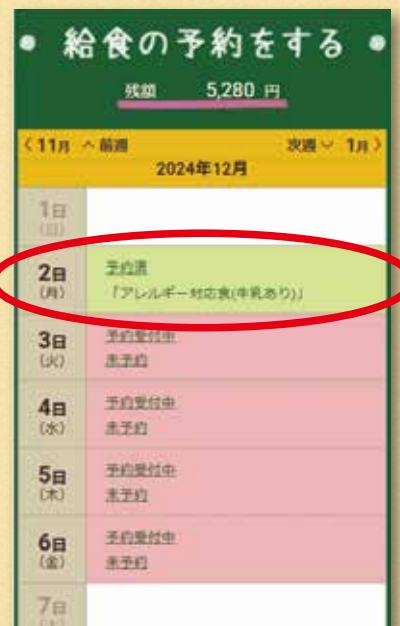 ● 給食の予約をする ●
残額 5,280 円
〈11月 ヘ前週 次週﹀ 1月〉
2024年12月
1日
(日)
2日
(月)
予約済
「アレルギー対応食(牛乳あり)」
3日
(火)
予約受付中
未予約
4日
(水)
予約受付中
未予約
5日
(木)
予約受付中
未予約
6日
(金)
予約受付中
未予約
7日